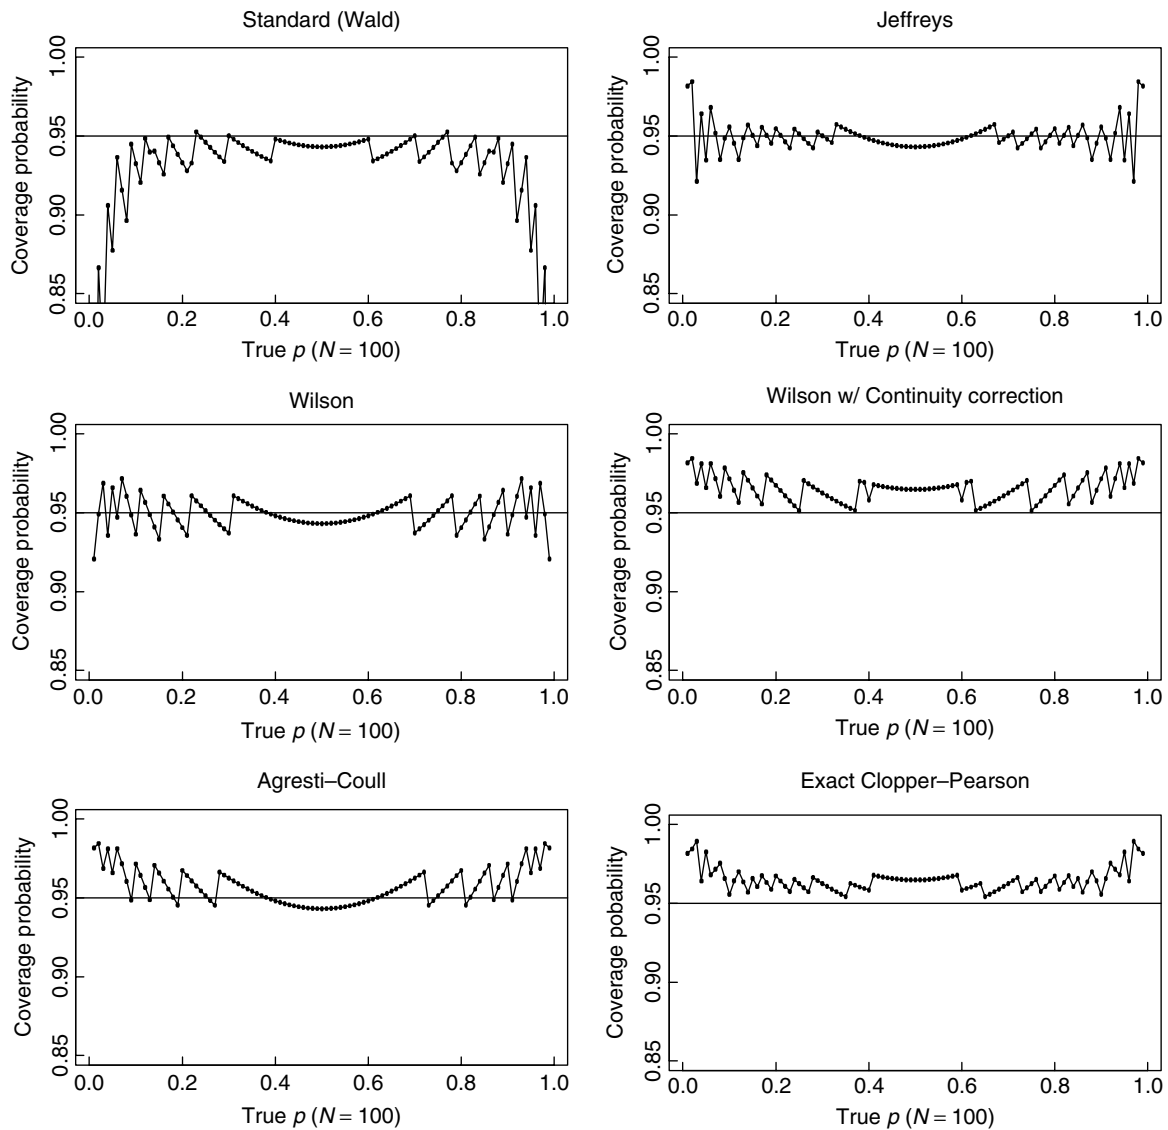 Standard (Wald)
Coverage probability
1.00
0.95
0.90
0.85
0.0 0.2 0.4 0.6 0.8 1.0
True p (N = 100)
Jeffreys
Coverage probability
1.00
0.95
0.90
0.85
0.0 0.2 0.4 0.6 0.8 1.0
True p (N = 100)
Wilson
Coverage probability
1.00
0.95
0.90
0.85
0.0 0.2 0.4 0.6 0.8 1.0
True p (N = 100)
Wilson w/ Continuity correction
Coverage probability
1.00
0.95
0.90
0.85
0.0 0.2 0.4 0.6 0.8 1.0
True p (N = 100)
Agresti–Coull
Coverage probability
1.00
0.95
0.90
0.85
0.0 0.2 0.4 0.6 0.8 1.0
True p (N = 100)
Exact Clopper–Pearson
Coverage pobability
1.00
0.95
0.90
0.85
0.0 0.2 0.4 0.6 0.8 1.0
True p (N = 100)